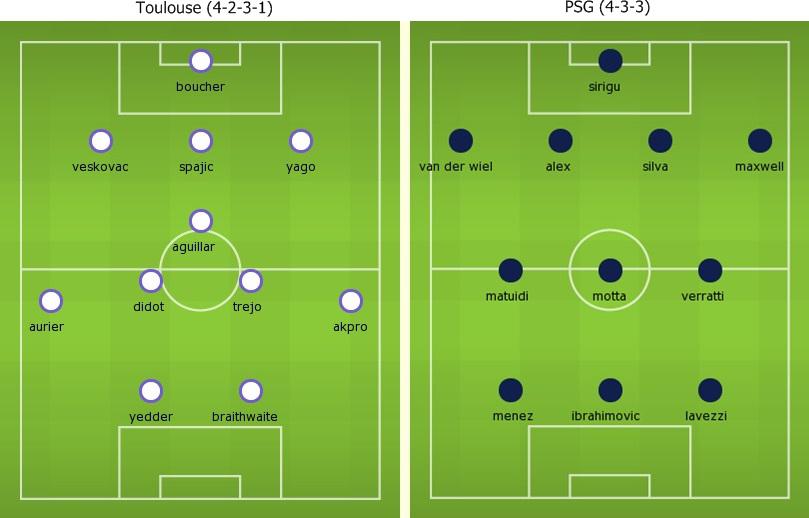 Toulouse (4-2-3-1)
boucher
veskovac
spajic
yago
aguillar
didot
trejo
aurier
akpro
yedder
braithwaite
PSG (4-3-3)
sirigu
van der wiel
alex
silva
maxwell
matuidi
motta
verratti
menez
ibrahimovic
lavezzi